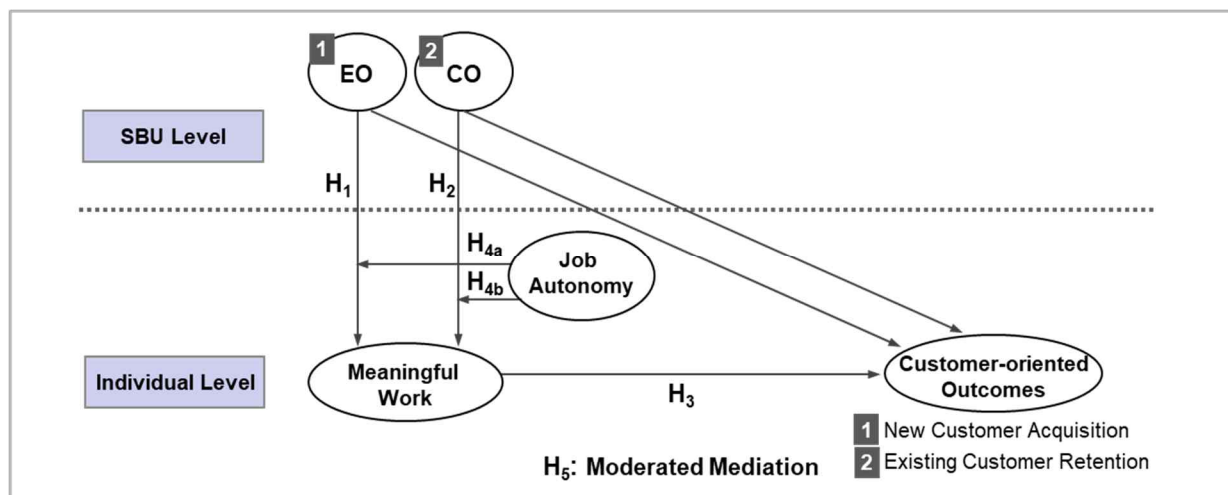 1
EO
2
CO
SBU Level
H1
H2
H4a
H4b
Job
Autonomy
Individual Level
Meaningful
Work
H3
Customer-oriented
Outcomes
1 New Customer Acquisition
2 Existing Customer Retention
H5: Moderated Mediation